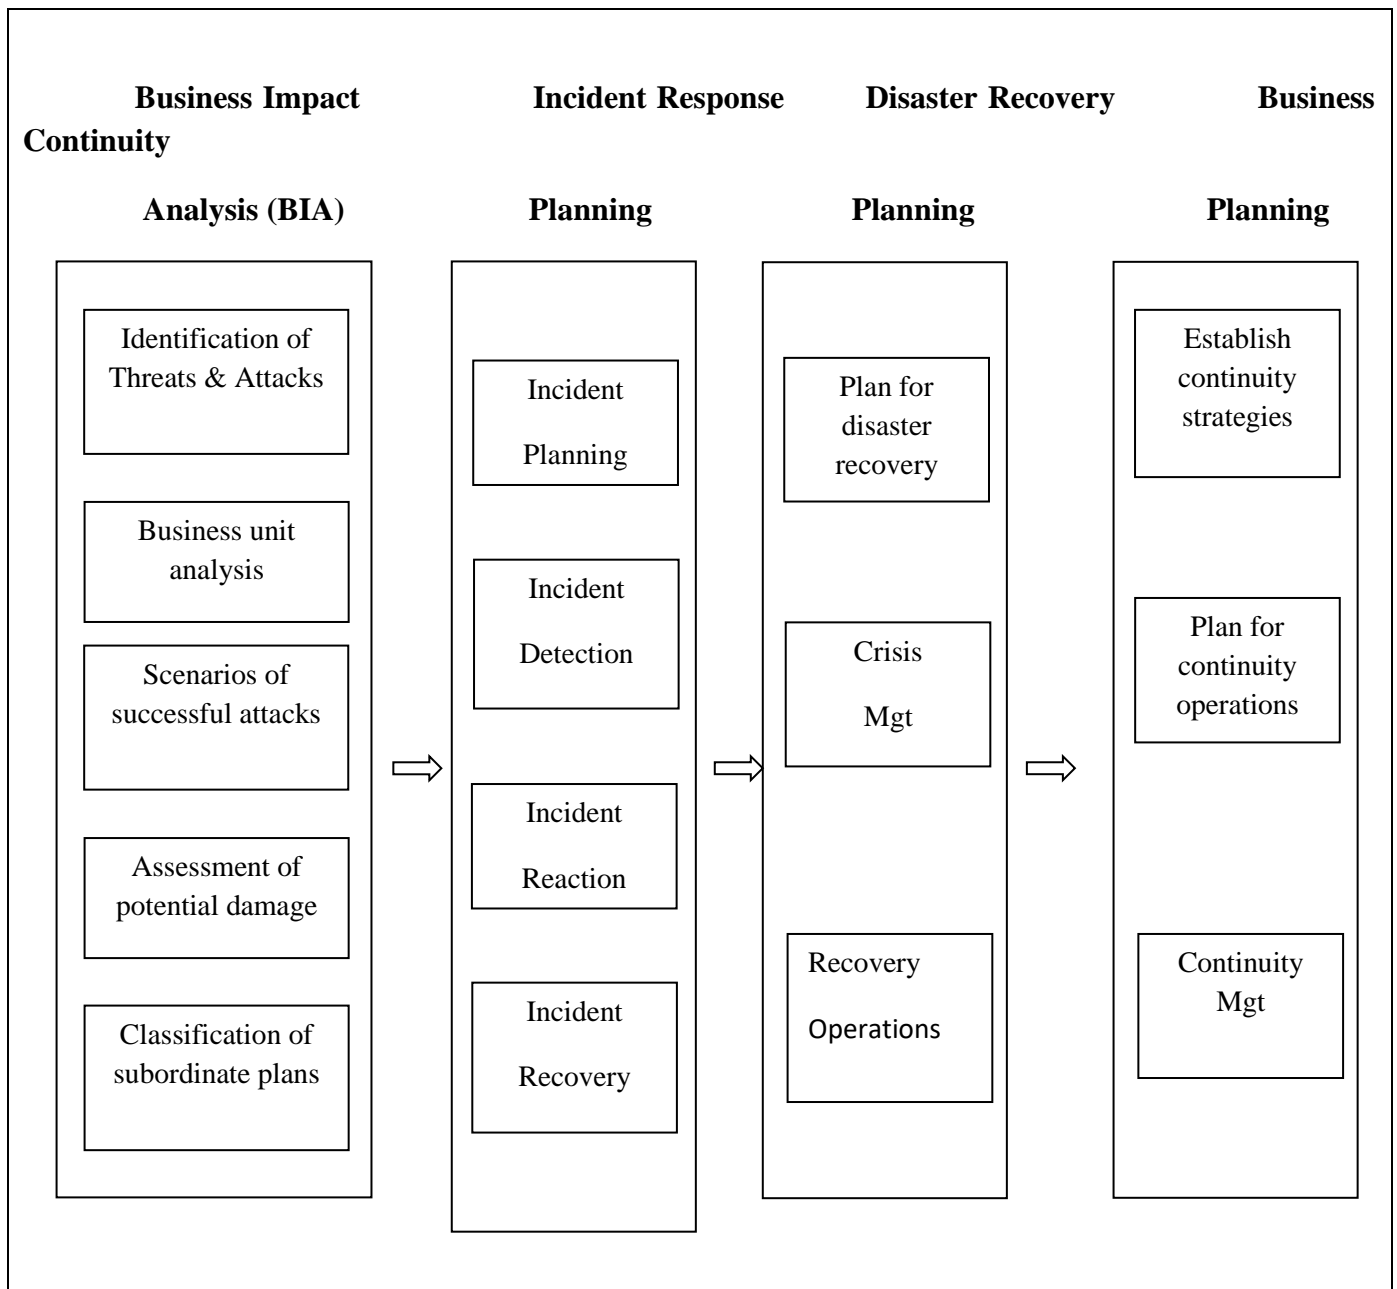 Business Impact Incident Response Disaster Recovery Business
Continuity
Analysis (BIA) Planning Planning Planning
Identification of
Threats & Attacks
Business unit
analysis
Scenarios of
successful attacks
Assessment of
potential damage
Classification of
subordinate plans
Incident
Planning
Incident
Detection
Incident
Reaction
Incident
Recovery
Plan for
disaster
recovery
Crisis
Mgt
Recovery
Operations
Establish
continuity
strategies
Plan for
continuity
operations
Continuity
Mgt